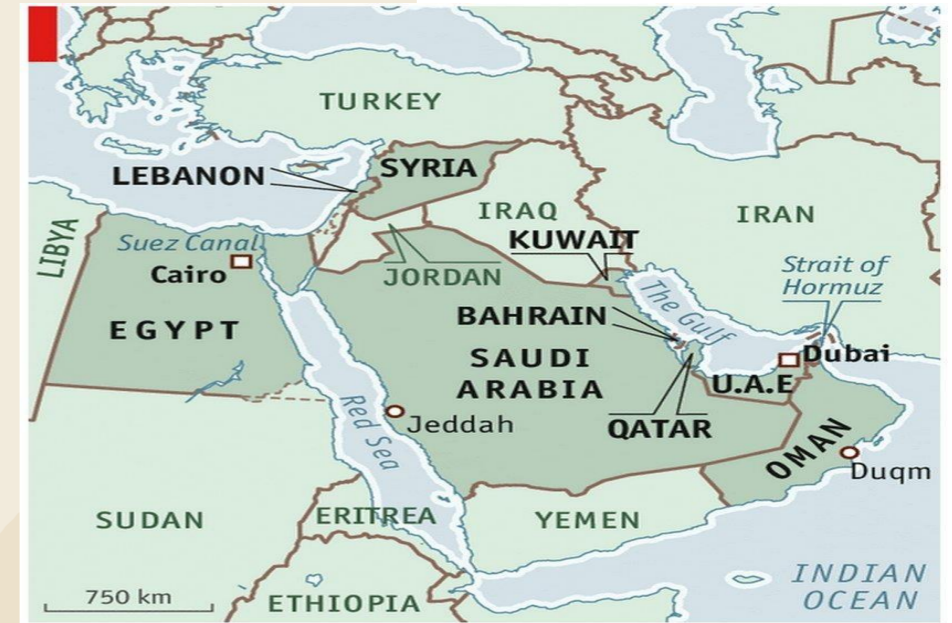 TURKEY
LEBANON
SYRIA
IRAQ
IRAN
KUWAIT
LIBYA
Suez Canal
Cairo
JORDAN
Strait of
Hormuz
The Gulf
EGYPT
BAHRAIN
SAUDI
ARABIA
Dubai
U.A.E
Red Sea
Jeddah
QATAR
OMAN
Duqm
SUDAN
ERITREA
YEMEN
INDIAN
OCEAN
750 km
ETHIOPIA